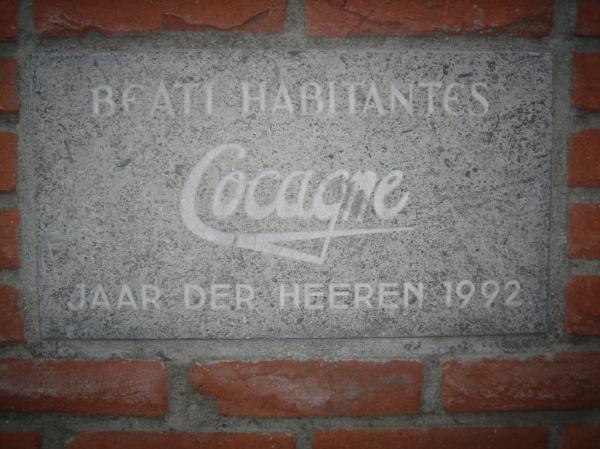 BEATI HABITANTES
Cocagne
JAAR DER HEEREN 1992